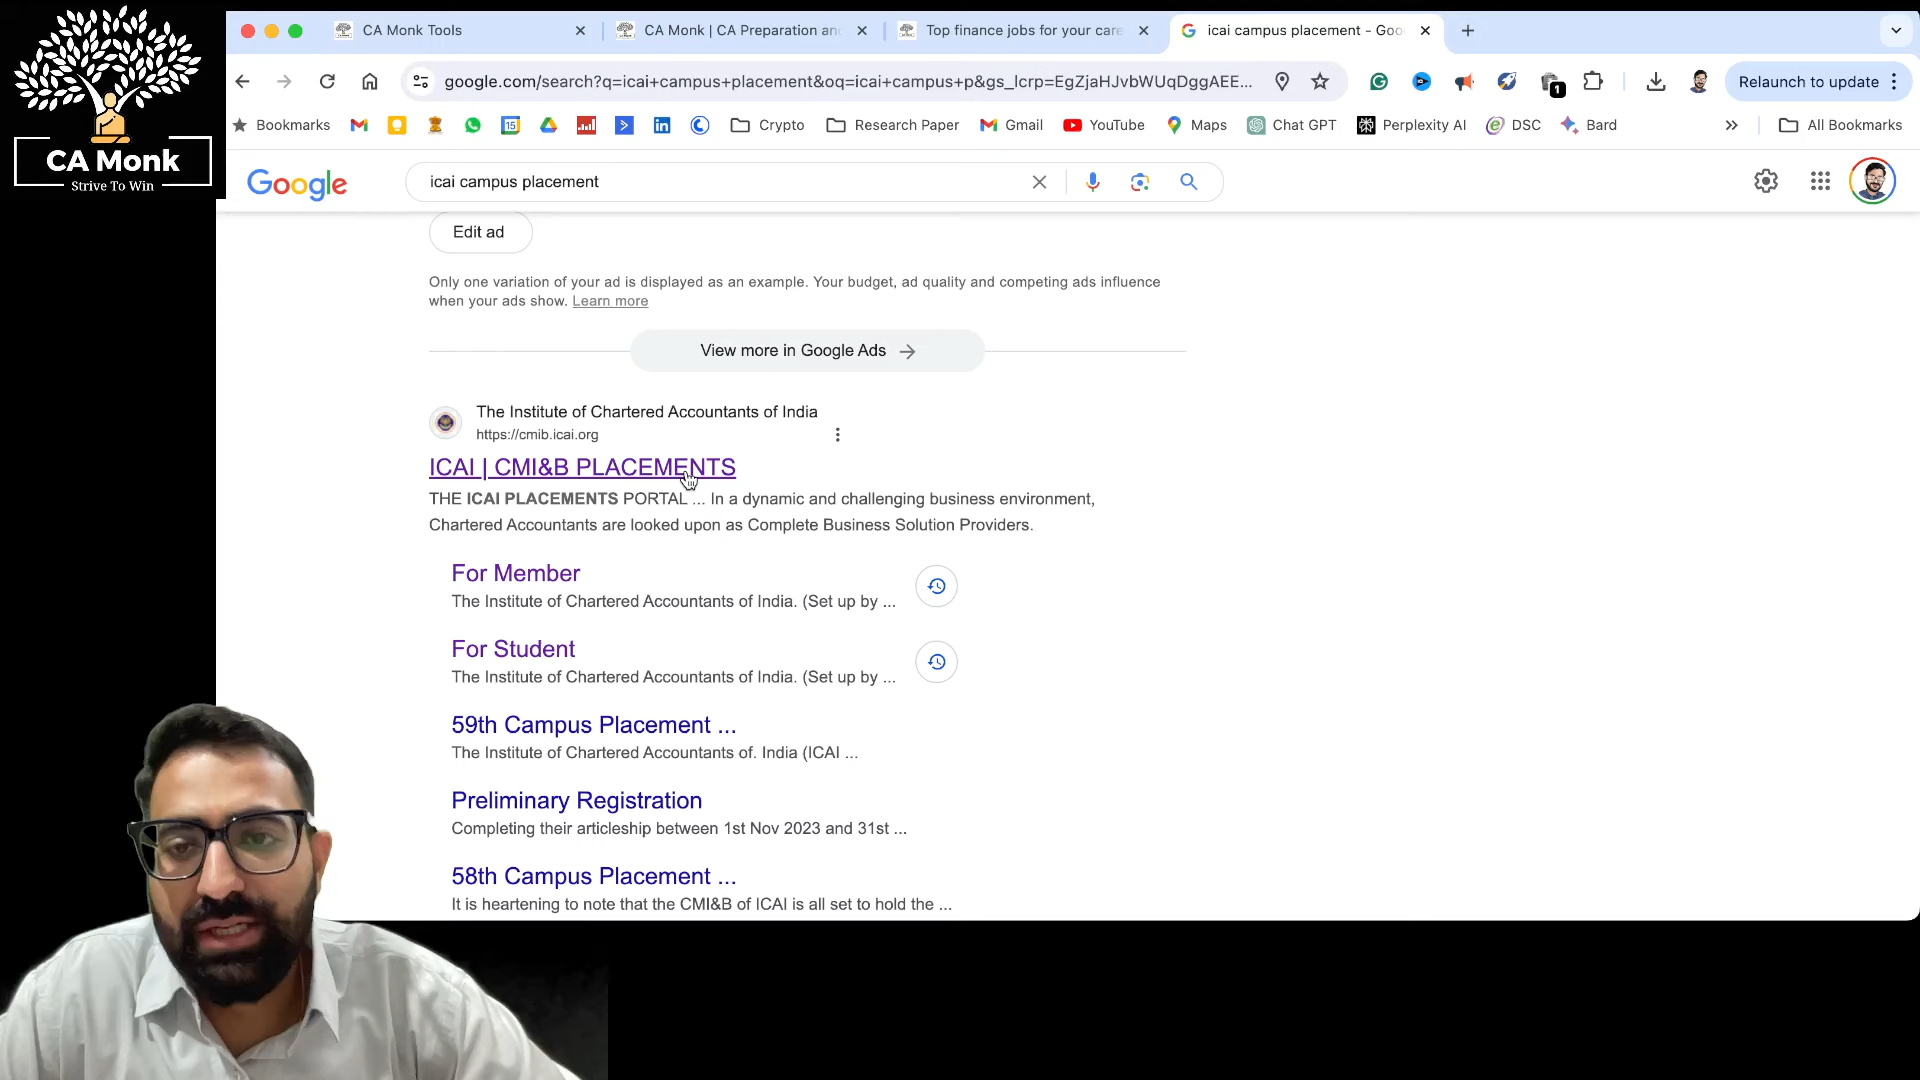 CA Monk
Strive To Win
CA Monk Tools
CA Monk | CA Preparation an
Top finance jobs for your care
icai campus placement - Goo
google.com/search?q=icai+campus+placement&oq=icai+campus+p&gs_lcrp=EgZjaHJvbWUqDggAEE...
1
Relaunch to update
Bookmarks
15
Crypto
Research Paper
Gmail
YouTube
Maps
Chat GPT
Perplexity AI
DSC
Bard
All Bookmarks
Google
icai campus placement
Edit ad
Only one variation of your ad is displayed as an example. Your budget, ad quality and competing ads influence
when your ads show. Learn more
View more in Google Ads
The Institute of Chartered Accountants of India
https://cmib.icai.org
ICAI | CMI&B PLACEMENTS
THE ICAI PLACEMENTS PORTAL ... In a dynamic and challenging business environment,
Chartered Accountants are looked upon as Complete Business Solution Providers.
For Member
The Institute of Chartered Accountants of India. (Set up by ...
For Student
The Institute of Chartered Accountants of India. (Set up by ...
59th Campus Placement ...
The Institute of Chartered Accountants of. India (ICAI ...
Preliminary Registration
Completing their articleship between 1st Nov 2023 and 31st ...
58th Campus Placement ...
It is heartening to note that the CMI&B of ICAI is all set to hold the ...